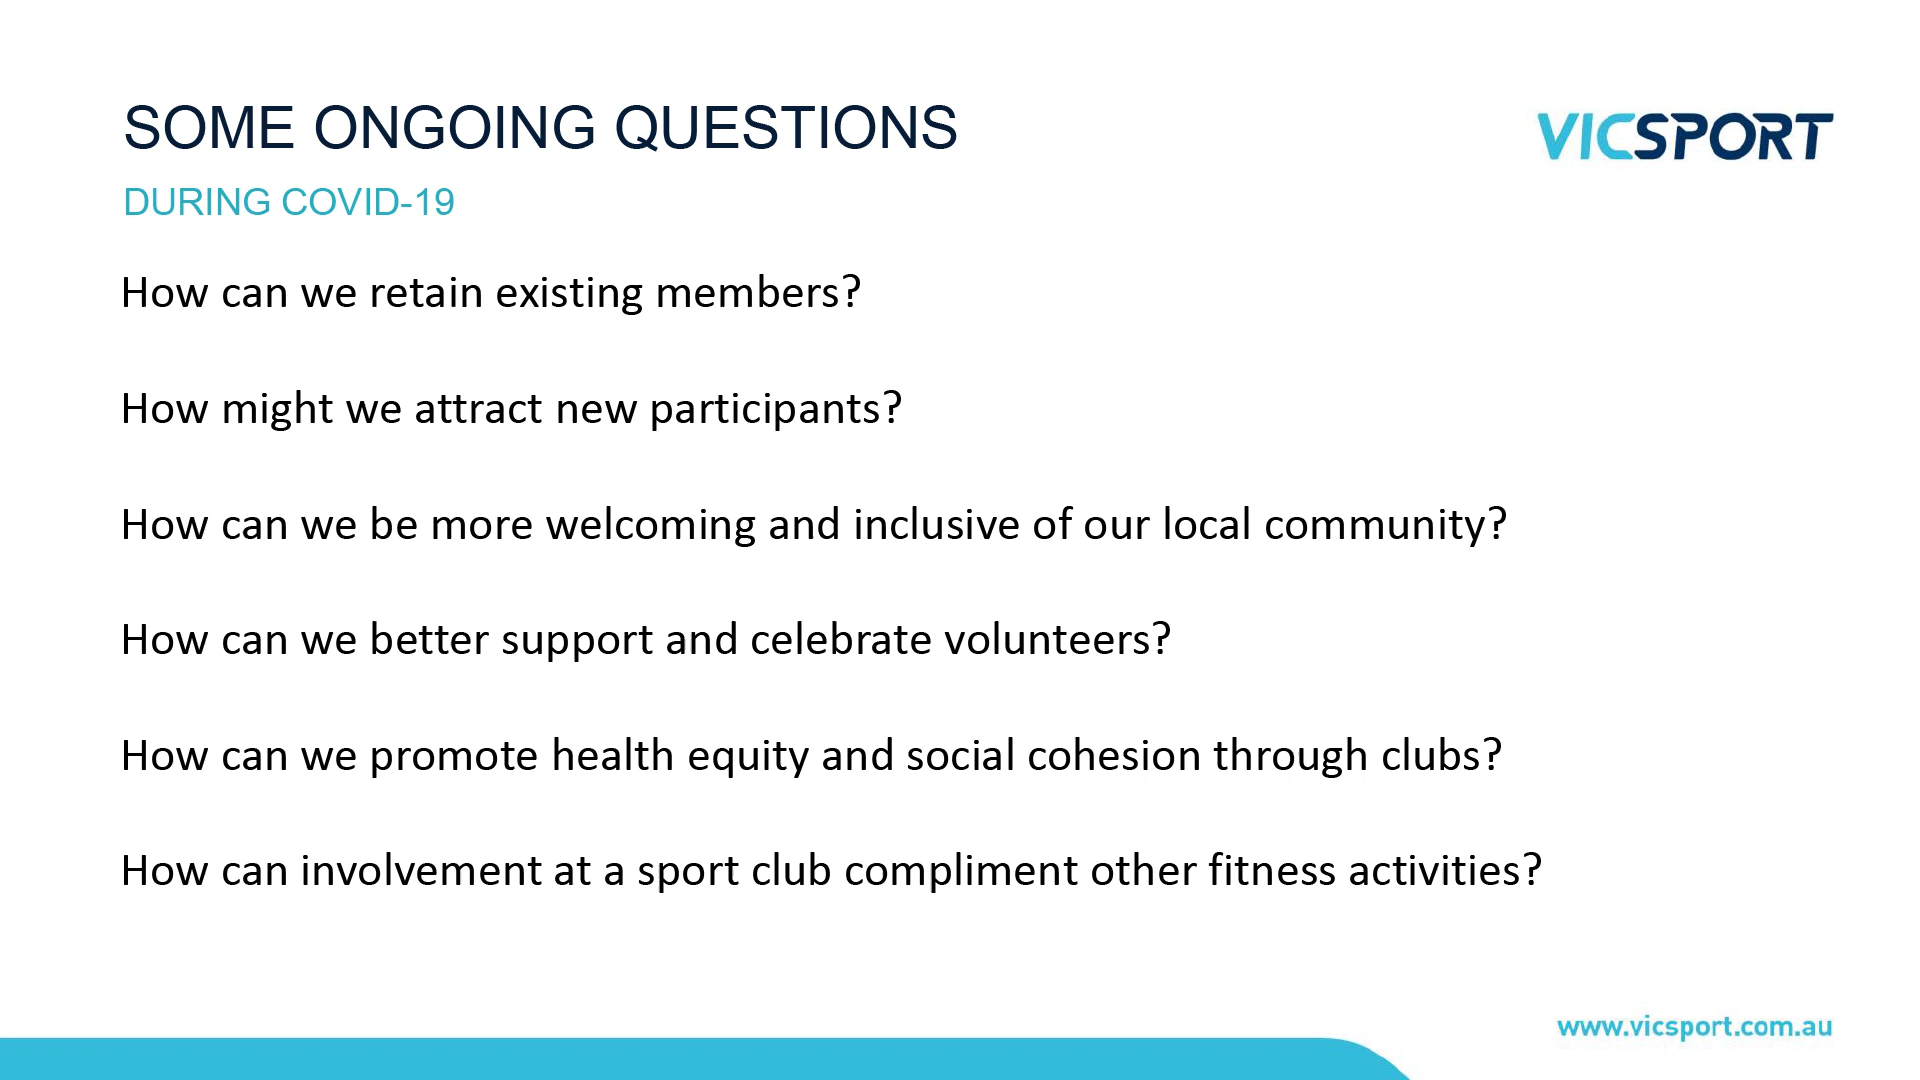 SOME ONGOING QUESTIONS
VICSPORT
DURING COVID-19
How can we retain existing members?
How might we attract new participants?
How can we be more welcoming and inclusive of our local community?
How can we better support and celebrate volunteers?
How can we promote health equity and social cohesion through clubs?
How can involvement at a sport club compliment other fitness activities?
www.vicsport.com.au